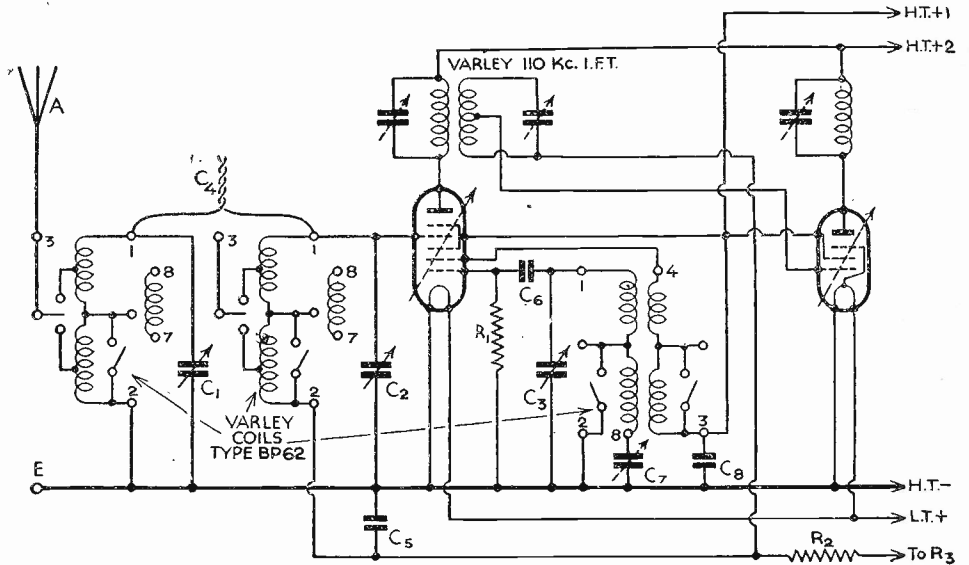 H.T.+1
H.T.+2
VARLEY 110 Kc. I.F.T.
A
C4
3
1
8
7
3
1
8
7
C6
1
4
R1
C1
C2
C3
2
2
2
8
3
VARLEY
COILS
TYPE BP62
C7
C8
E
H.T.-
L.T.+
C5
R2
To R3